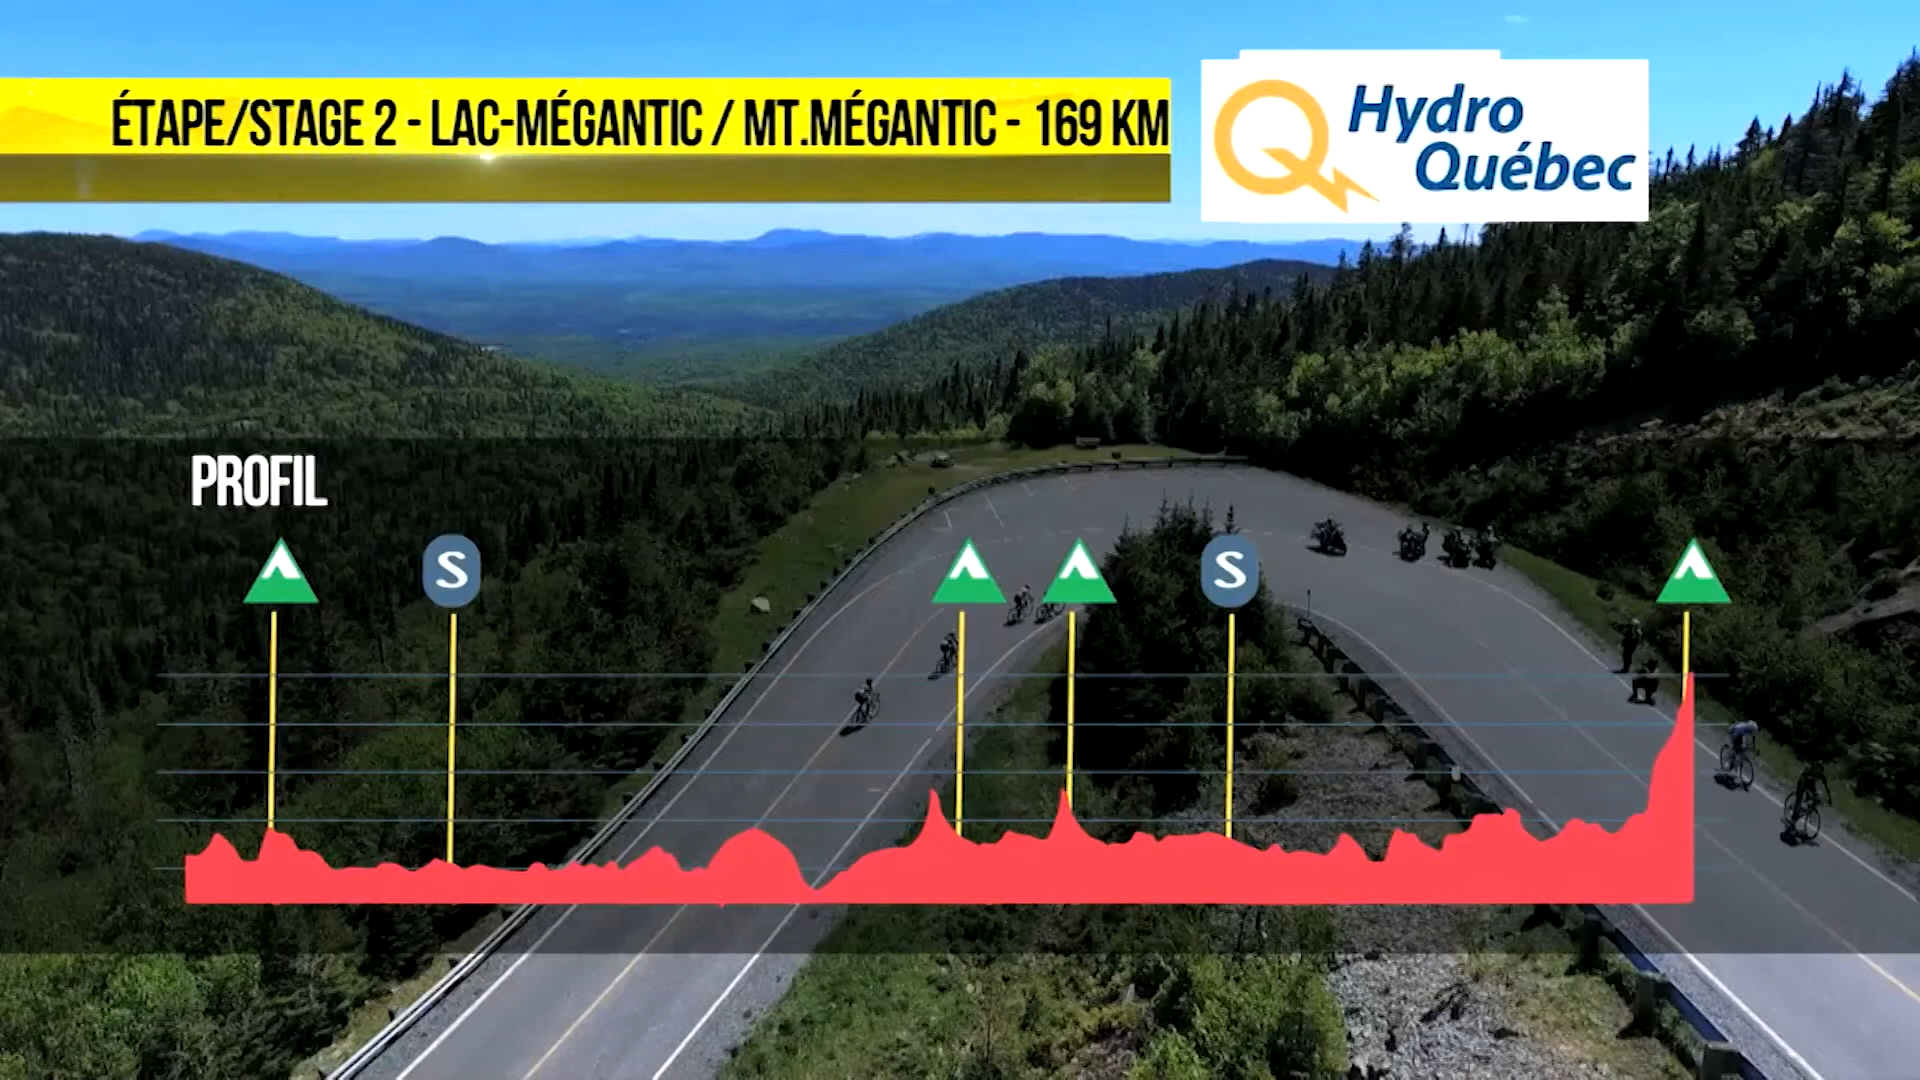 ÉTAPE/STAGE 2 - LAC-MÉGANTIC / MT.MÉGANTIC - 169 KM
Hydro
Québec
PROFIL
S
S